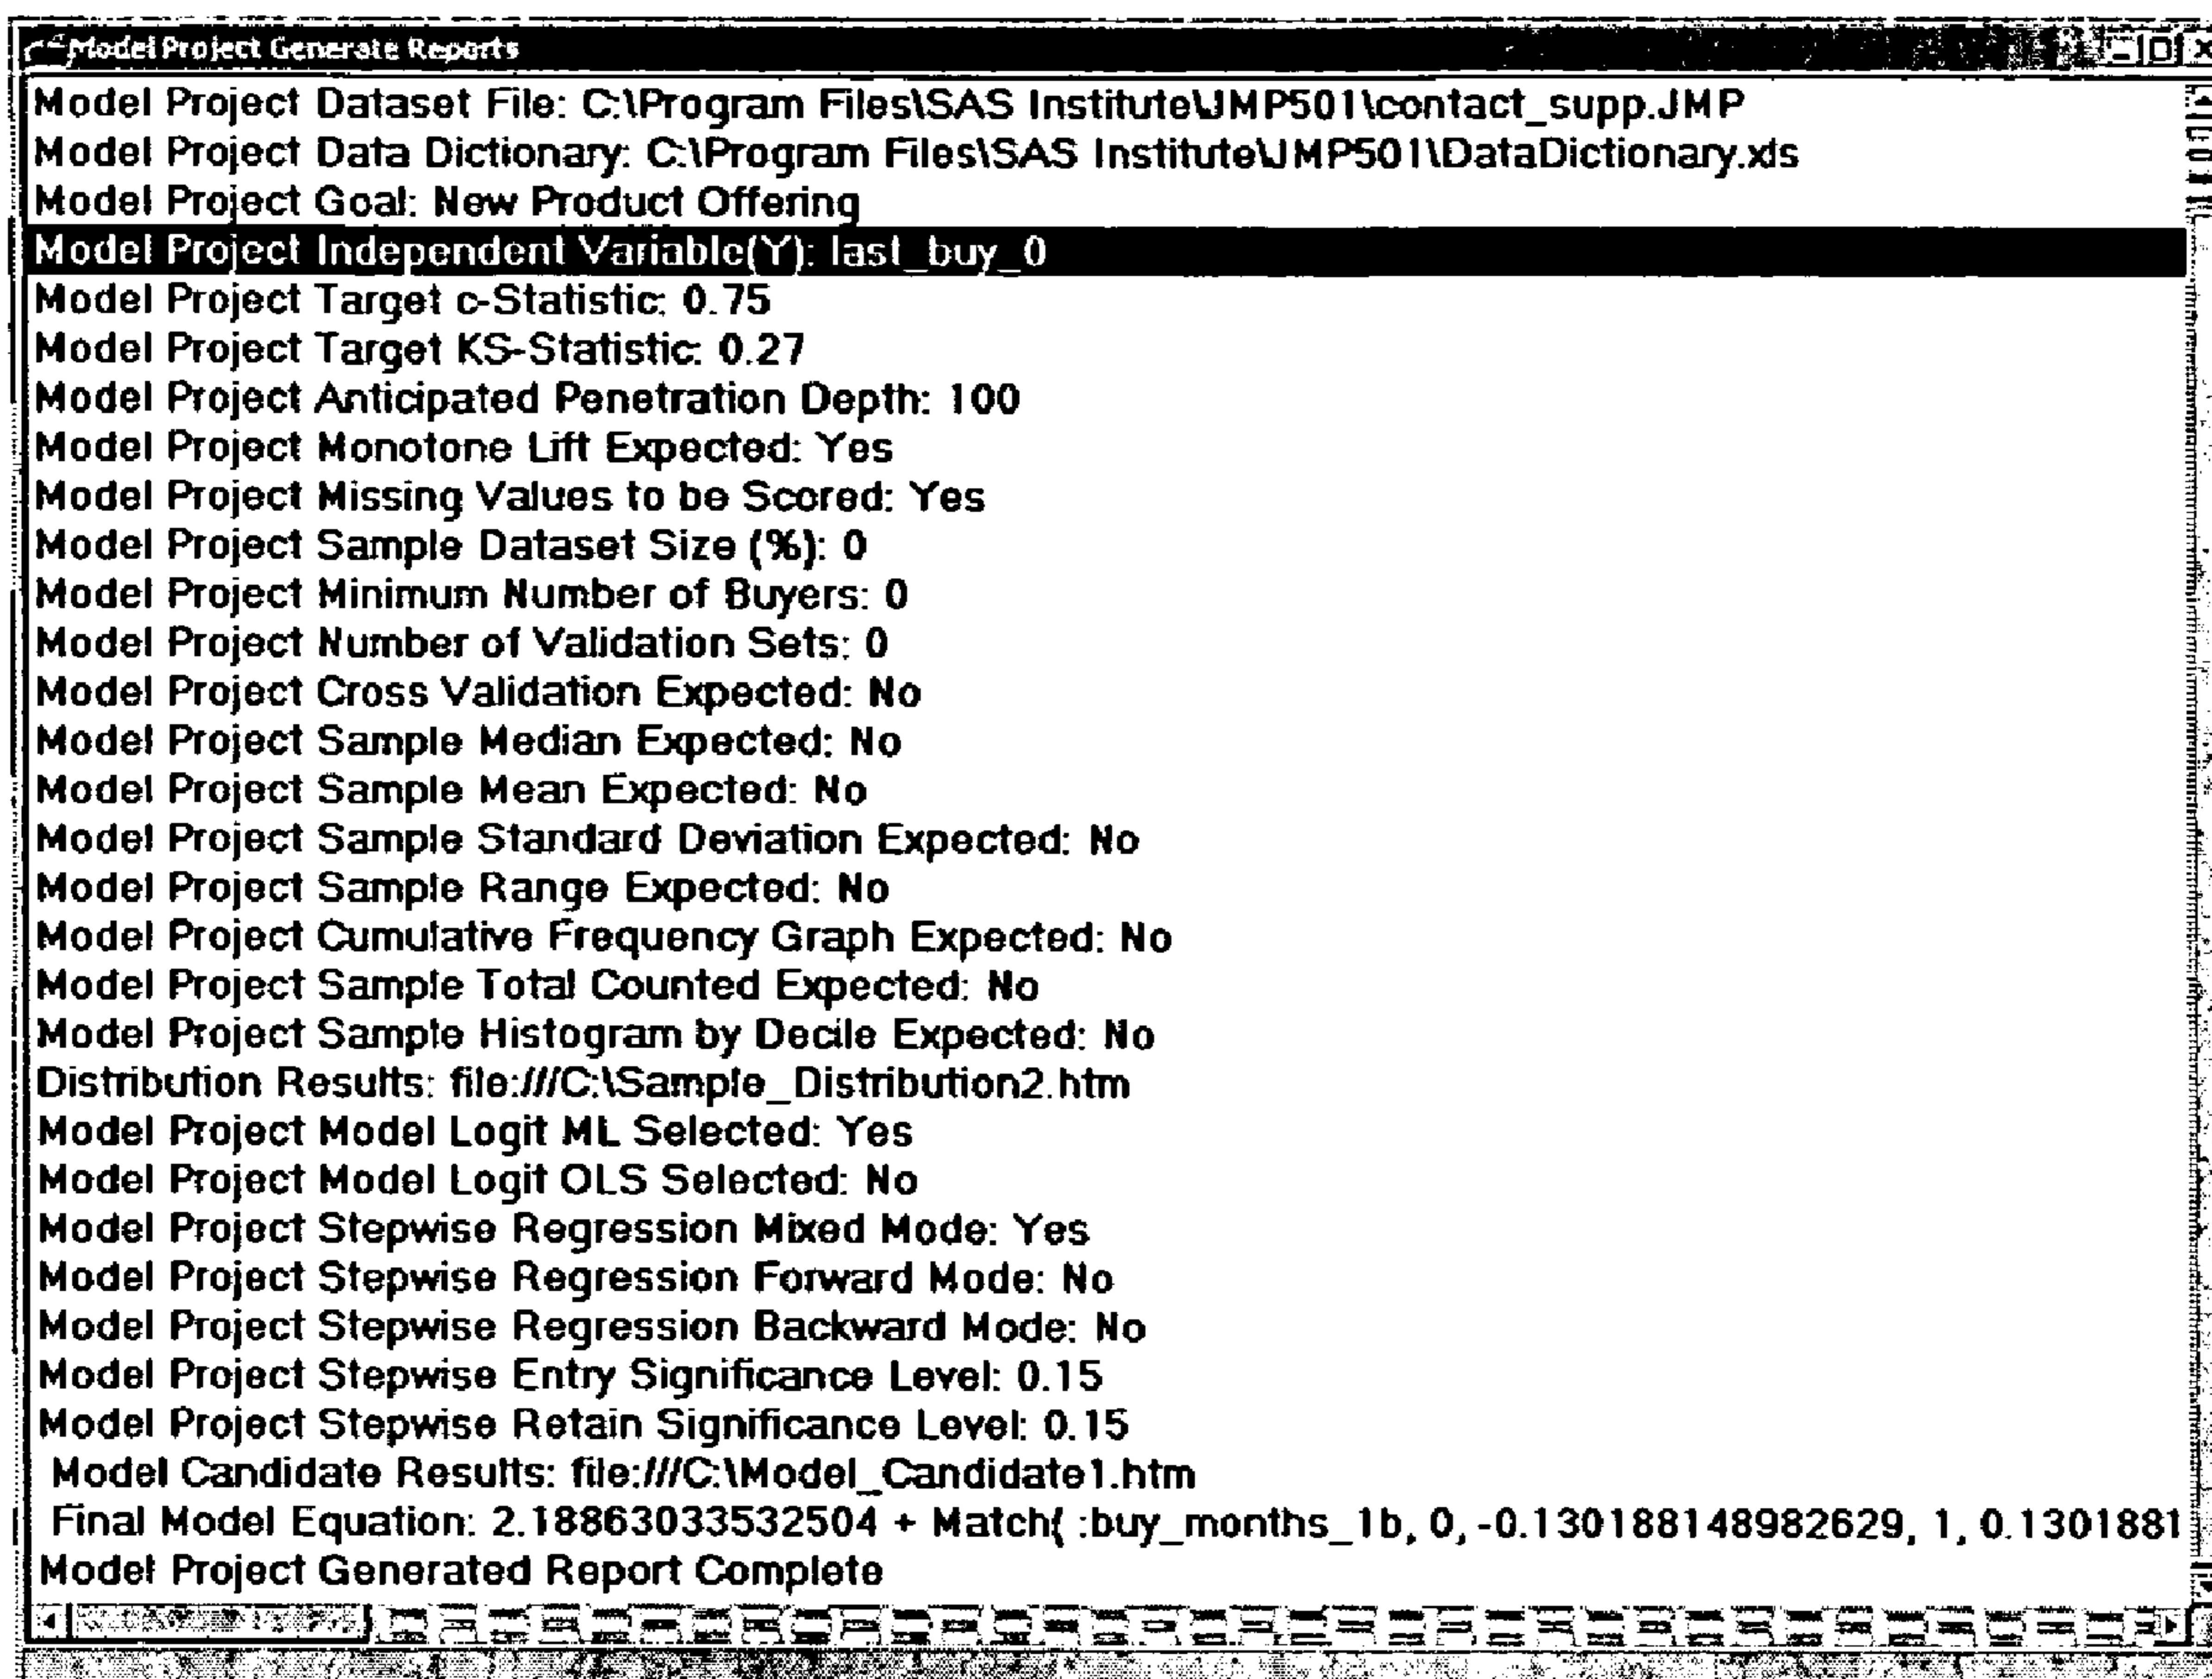 Model Project Generate Reports
Model Project Dataset File: C:\Program Files\SAS Institute\JMP501\contact_supp.JMP
Model Project Data Dictionary: C:\Program Files\SAS Institute\JMP501\DataDictionary.xls
Model Project Goal: New Product Offering
Model Project Independent Variable(Y): last_buy_0
Model Project Target c-Statistic: 0.75
Model Project Target KS-Statistic: 0.27
Model Project Anticipated Penetration Depth: 100
Model Project Monotone Lift Expected: Yes
Model Project Missing Values to be Scored: Yes
Model Project Sample Dataset Size (%): 0
Model Project Minimum Number of Buyers: 0
Model Project Number of Validation Sets: 0
Model Project Cross Validation Expected: No
Model Project Sample Median Expected: No
Model Project Sample Mean Expected: No
Model Project Sample Standard Deviation Expected: No
Model Project Sample Range Expected: No
Model Project Cumulative Frequency Graph Expected: No
Model Project Sample Total Counted Expected: No
Model Project Sample Histogram by Decile Expected: No
Distribution Results: file:///C:\Sample_Distribution2.htm
Model Project Model Logit ML Selected: Yes
Model Project Model Logit OLS Selected: No
Model Project Stepwise Regression Mixed Mode: Yes
Model Project Stepwise Regression Forward Mode: No
Model Project Stepwise Regression Backward Mode: No
Model Project Stepwise Entry Significance Level: 0.15
Model Project Stepwise Retain Significance Level: 0.15
Model Candidate Results: file:///C:\Model_Candidate1.htm
Final Model Equation: 2.18863033532504 + Match( :buy_months_1b, 0, -0.130188148982629, 1, 0.1301881
Model Project Generated Report Complete